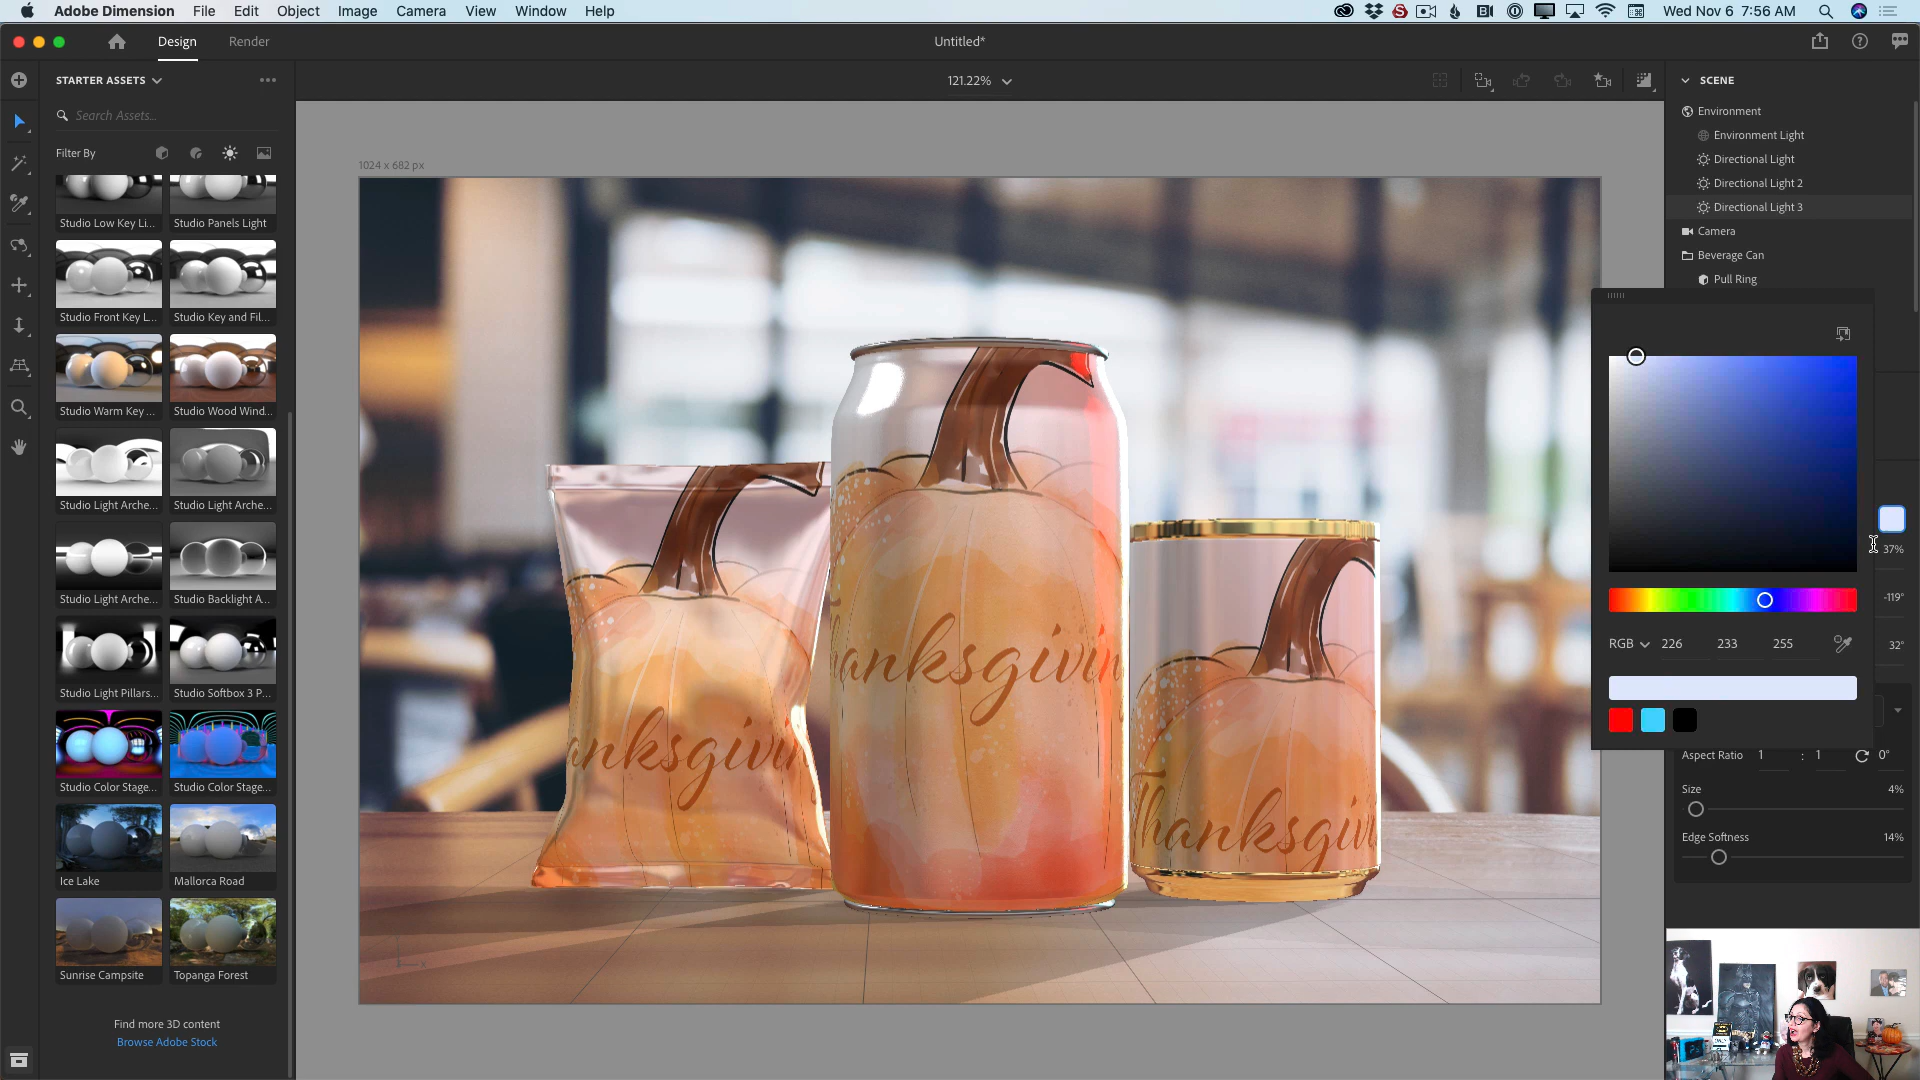 Adobe Dimension File Edit Object Image Camera View Window Help
Wed Nov 6 7:56 AM
Design Render
Untitled*
STARTER ASSETS
121.22%
SCENE
Search Assets...
Filter By
Studio Low Key Li... Studio Panels Light
Studio Front Key L... Studio Key and Fil...
Studio Warm Key ... Studio Wood Wind...
Studio Light Arche... Studio Light Arche...
Studio Light Arche... Studio Backlight A...
Studio Light Pillars... Studio Softbox 3 P...
Studio Color Stage... Studio Color Stage...
Ice Lake Mallorca Road
Sunrise Campsite Topanga Forest
Find more 3D content
Browse Adobe Stock
1024 x 682 px
anksgivin
hanksgiving
Thanksgivi
Environment
Environment Light
Directional Light
Directional Light 2
Directional Light 3
Camera
Beverage Can
Pull Ring
37%
-119°
32°
RGB 226 233 255
Aspect Ratio 1 : 1 0°
Size 4%
Edge Softness 14%